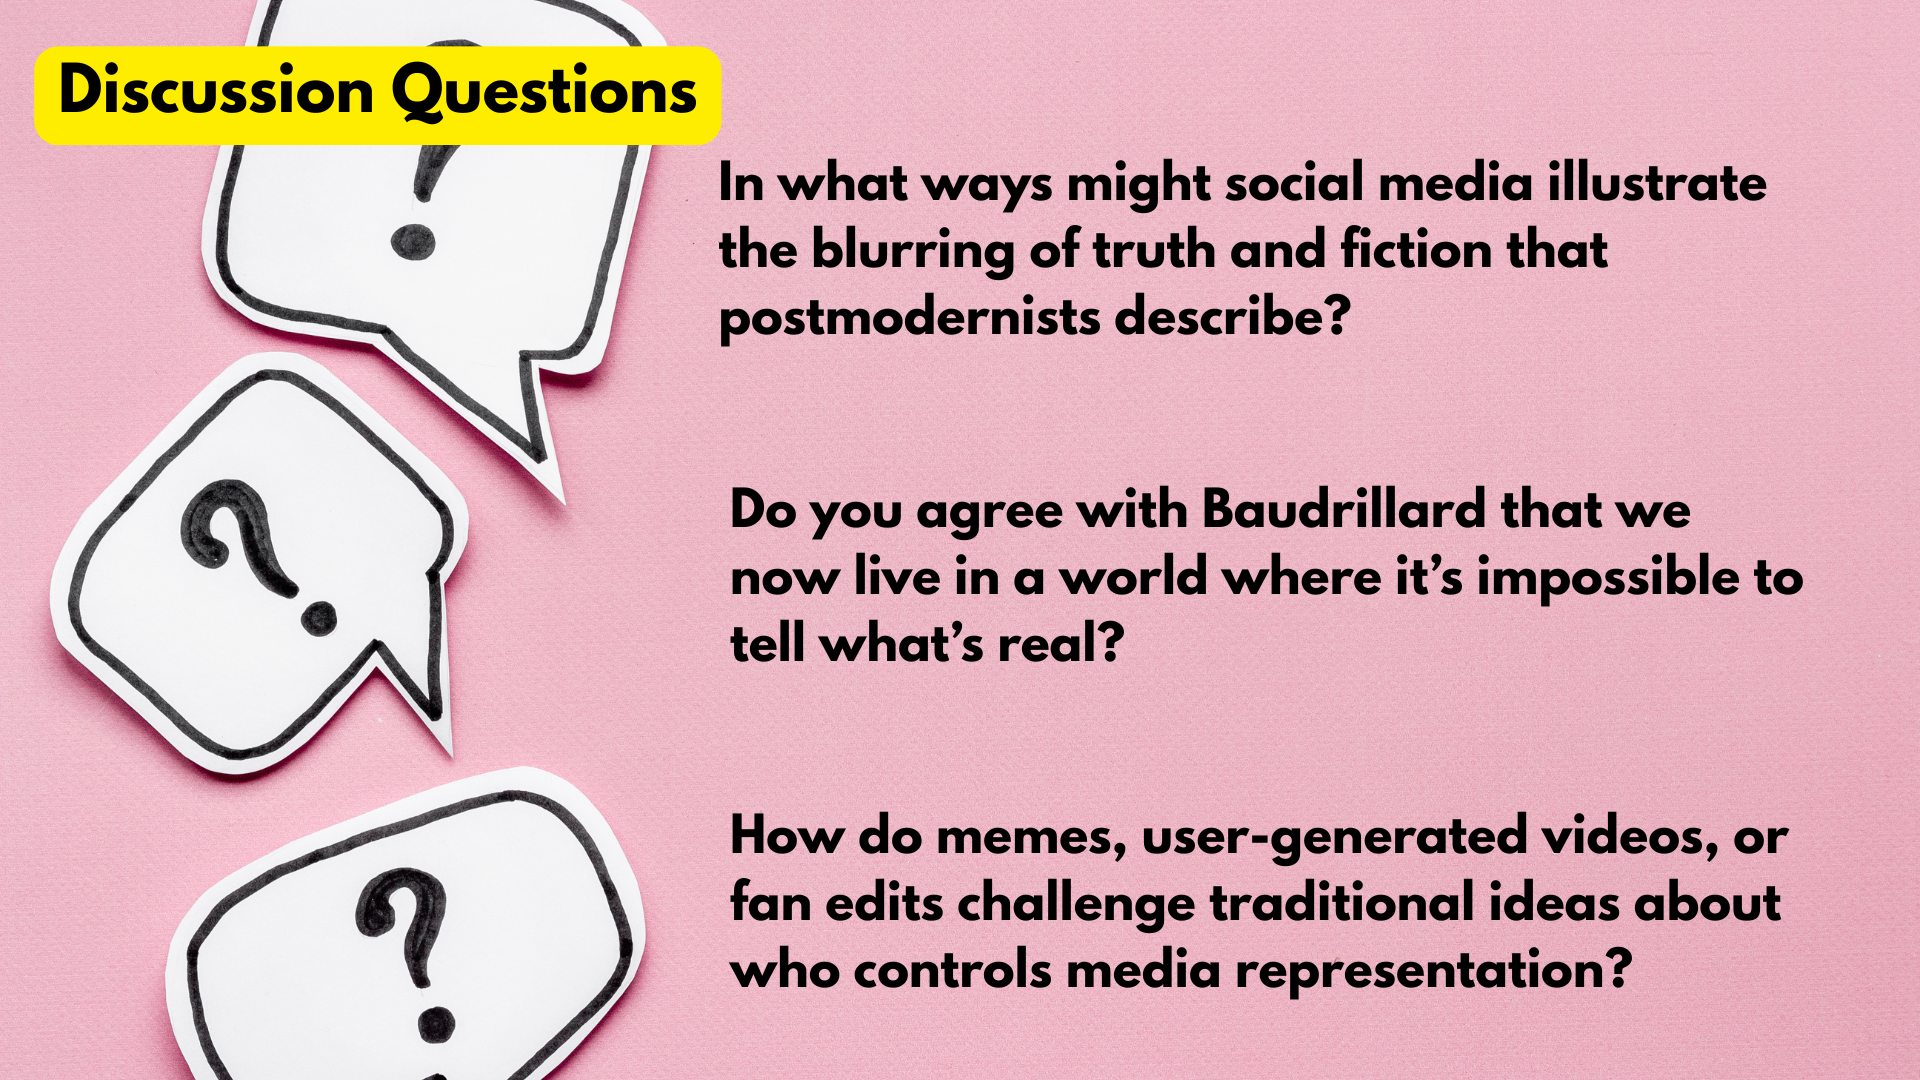 Discussion Questions
In what ways might social media illustrate
the blurring of truth and fiction that
postmodernists describe?
Do you agree with Baudrillard that we
now live in a world where it’s impossible to
tell what’s real?
How do memes, user-generated videos, or
fan edits challenge traditional ideas about
who controls media representation?
?
?
?